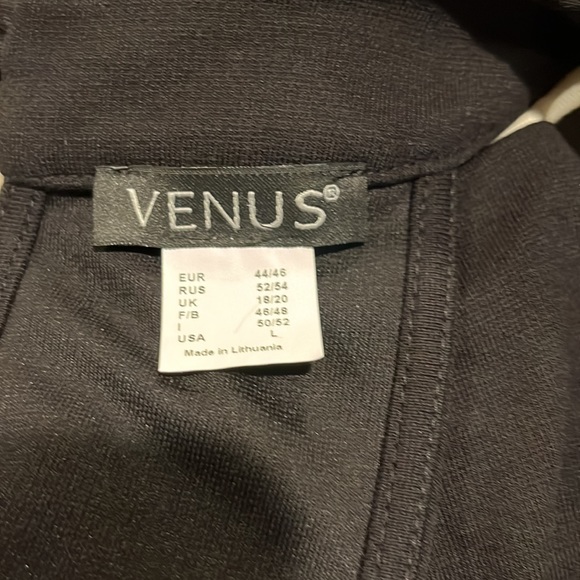 VENUS®
EUR 44/46
RUS 52/54
UK 18/20
F/B 46/48
I 50/52
USA L
Made in Lithuania